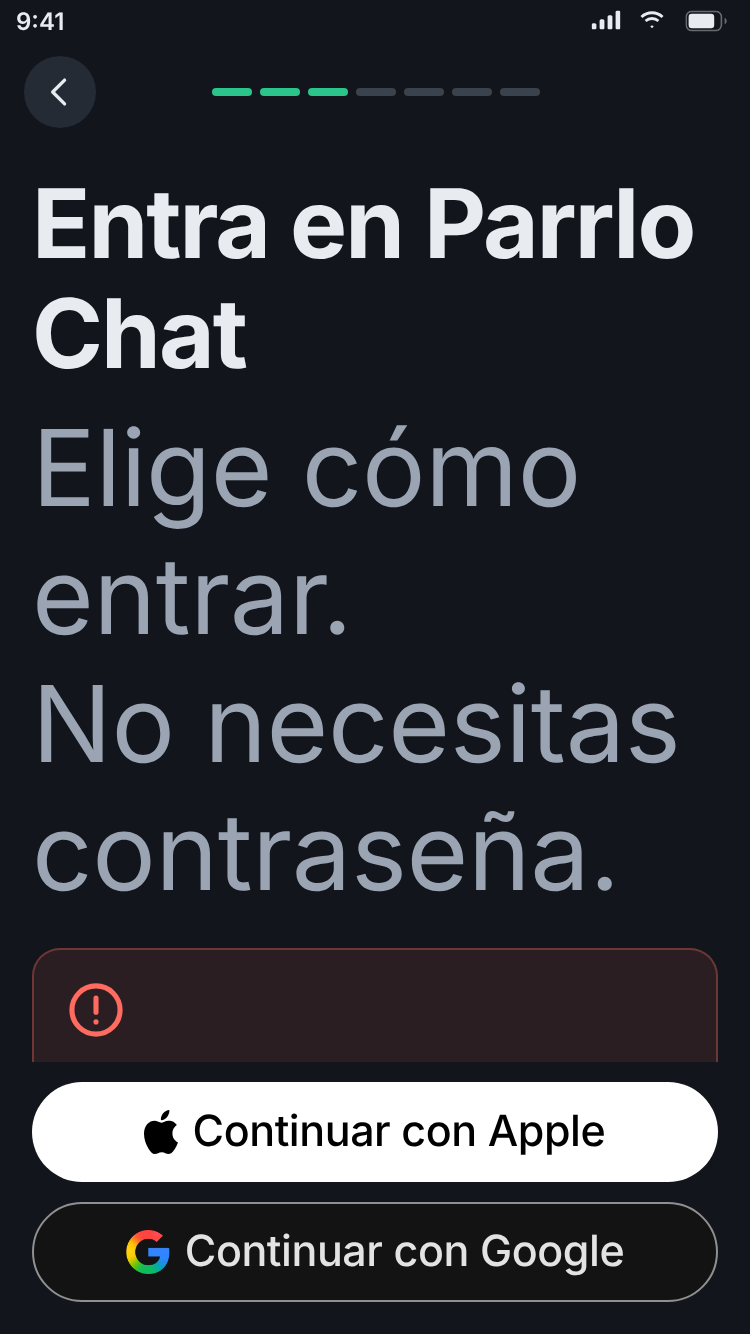 9:41
Entra en Parrlo
Chat
Elige cómo
entrar.
No necesitas
contraseña.
Continuar con Apple
Continuar con Google